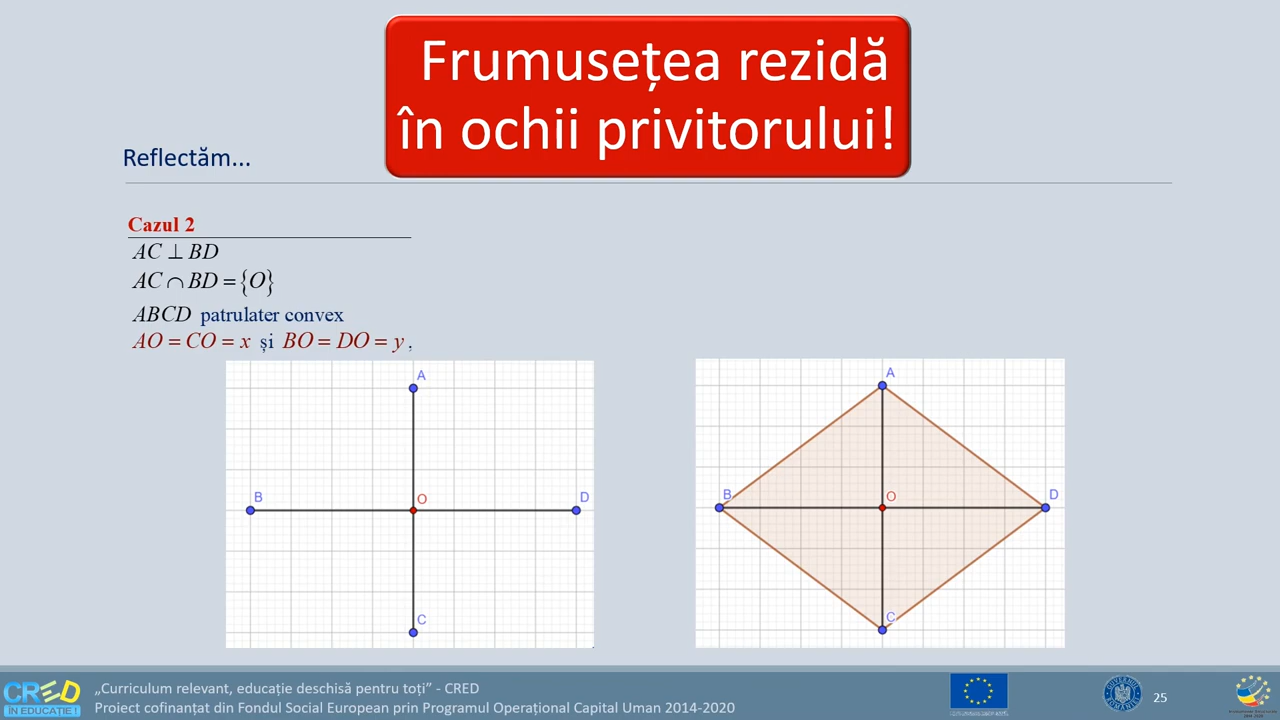 Frumusețea rezidă
în ochii privitorului!
Reflectăm...
Cazul 2
AC ⊥ BD
AC ∩ BD = {O}
ABCD patrulater convex
AO = CO = x și BO = DO = y,
A
B
O
D
C
A
B
O
D
C
CRED
ÎN EDUCAȚIE !
„Curriculum relevant, educație deschisă pentru toți” - CRED
Proiect cofinanțat din Fondul Social European prin Programul Operațional Capital Uman 2014-2020
25